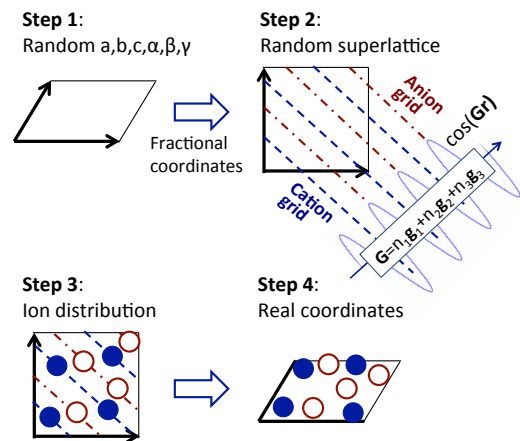 Step 1:
Random a,b,c,α,β,γ
Step 2:
Random superlattice
Fractional
coordinates
Anion
grid
cos(Gr)
Cation
grid
G=n₁g₁+n₂g₂+n₃g₃
Step 3:
Ion distribution
Step 4:
Real coordinates